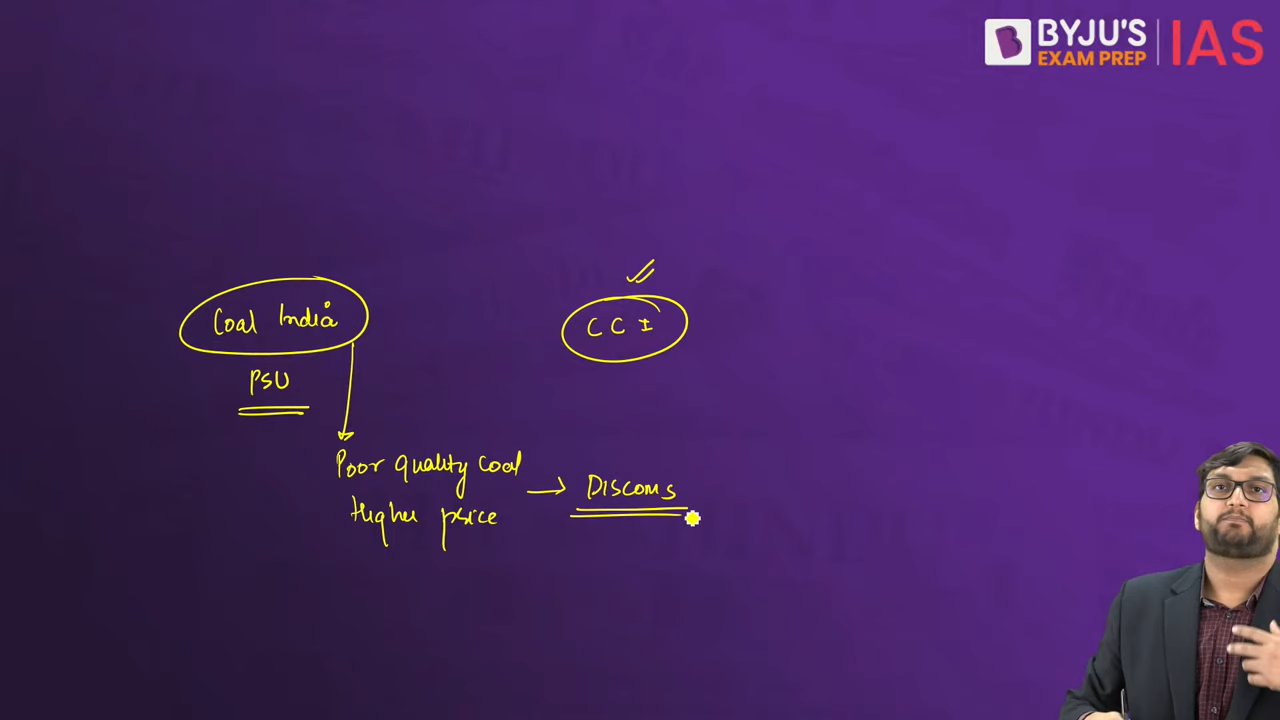 BYJU'S
EXAM PREP
IAS
Coal India
CCI
PSU
Poor quality coal
Higher price
DISCOMs